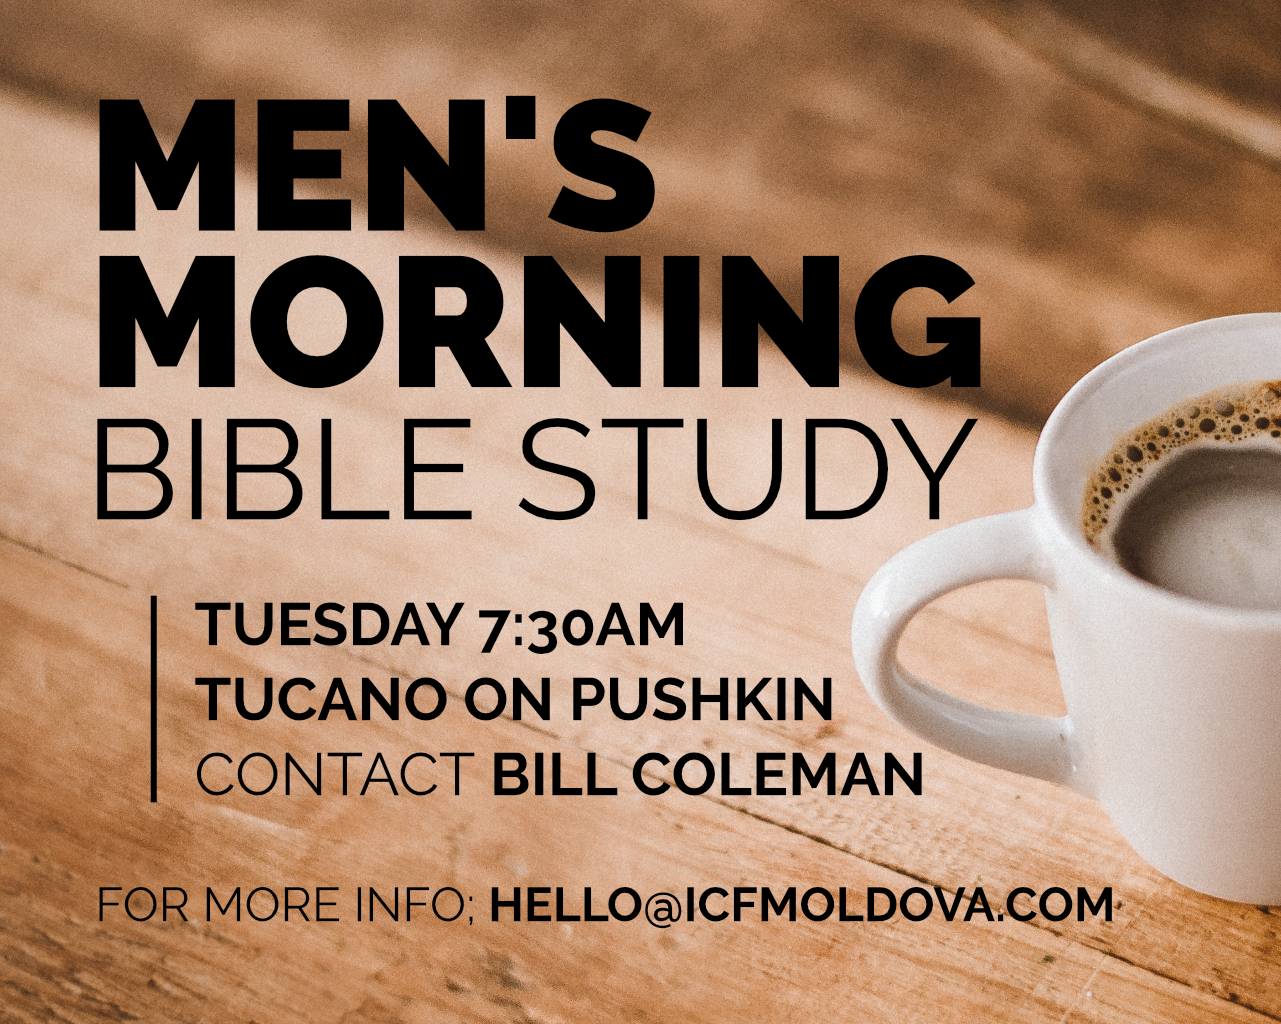 MEN'S
MORNING
BIBLE STUDY
TUESDAY 7:30AM
TUCANO ON PUSHKIN
CONTACT BILL COLEMAN
FOR MORE INFO; HELLO@ICFMOLDOVA.COM